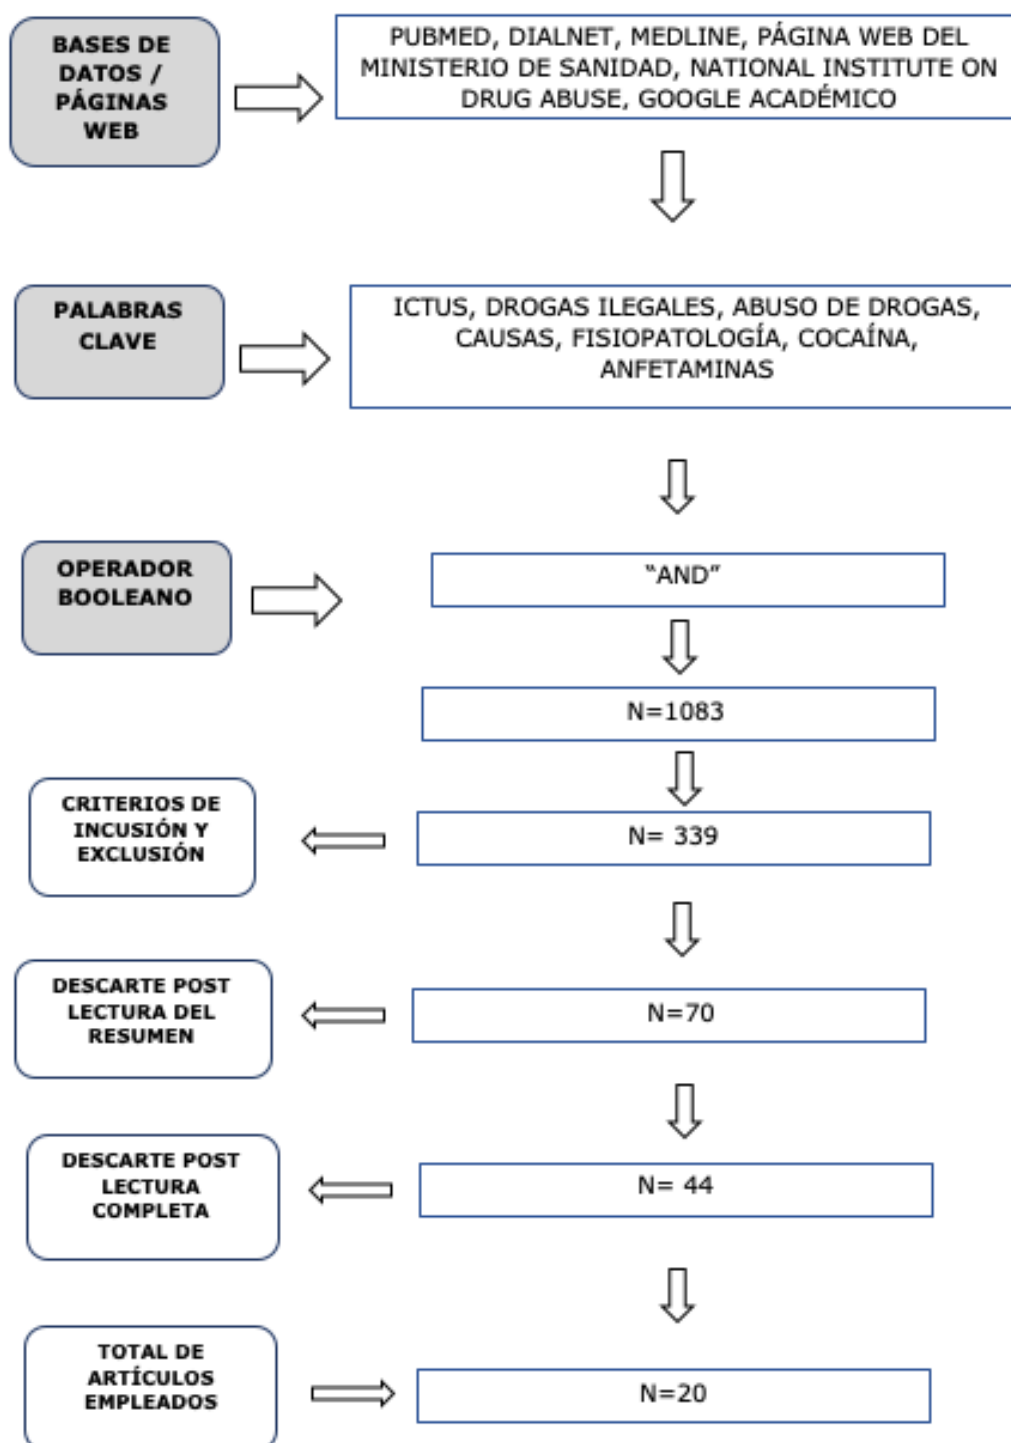 BASES DE
DATOS /
PÁGINAS
WEB
PUBMED, DIALNET, MEDLINE, PÁGINA WEB DEL
MINISTERIO DE SANIDAD, NATIONAL INSTITUTE ON
DRUG ABUSE, GOOGLE ACADÉMICO
PALABRAS
CLAVE
ICTUS, DROGAS ILEGALES, ABUSO DE DROGAS,
CAUSAS, FISIOPATOLOGÍA, COCAÍNA,
ANFETAMINAS
OPERADOR
BOOLEANO
“AND”
N=1083
CRITERIOS DE
INCUSIÓN Y
EXCLUSIÓN
N= 339
DESCARTE POST
LECTURA DEL
RESUMEN
N=70
DESCARTE POST
LECTURA
COMPLETA
N= 44
TOTAL DE
ARTÍCULOS
EMPLEADOS
N=20